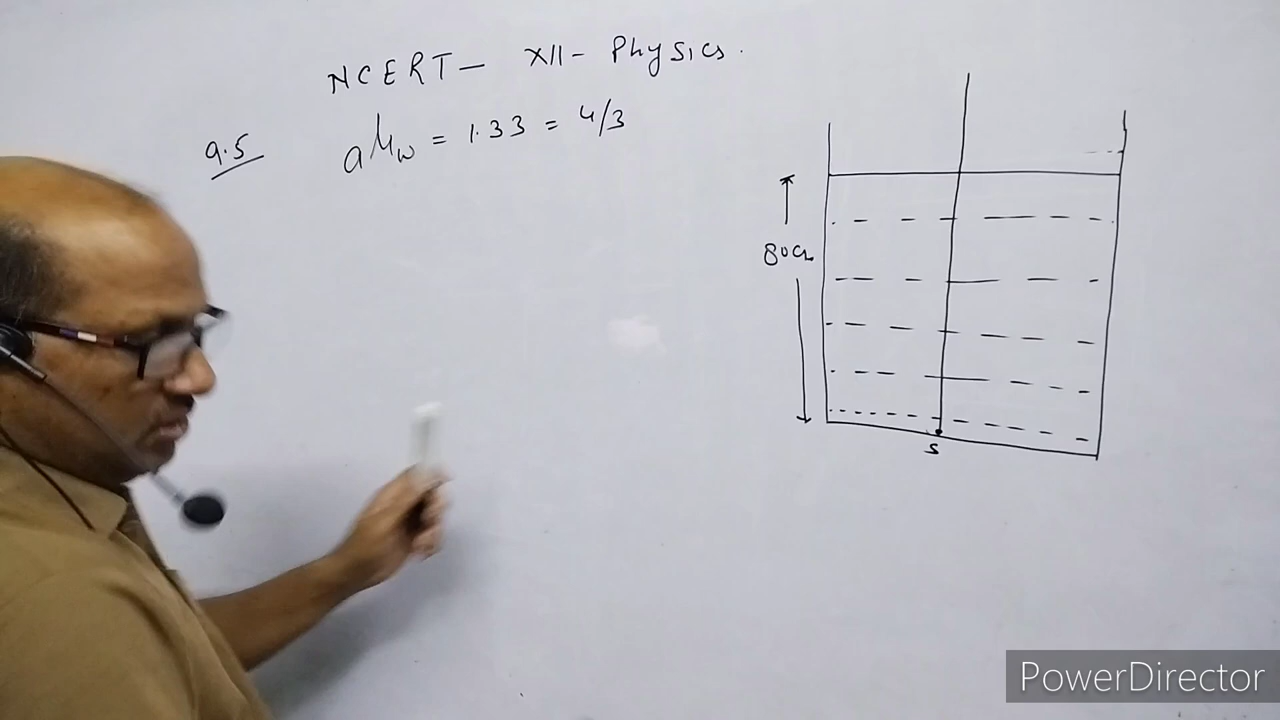 NCERT - XII - Physics.
9.5
aμw = 1.33 = 4/3
80cm
S
PowerDirector